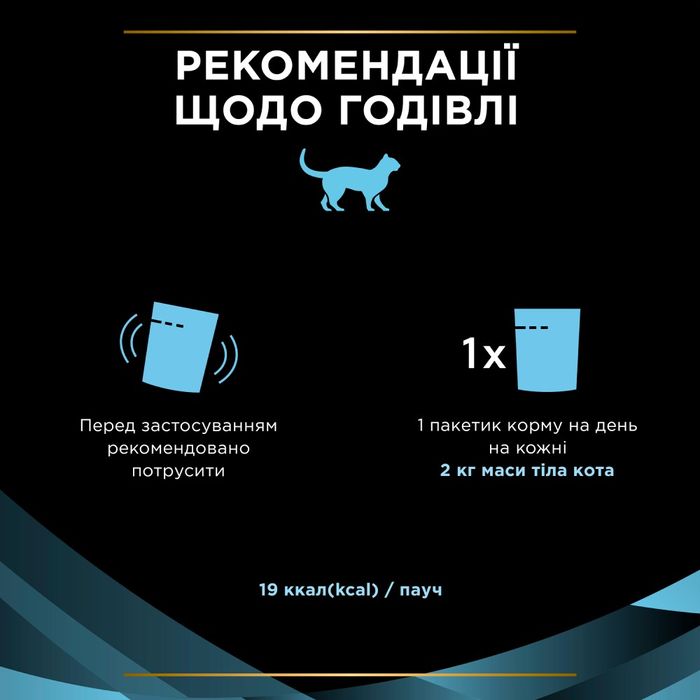 РЕКОМЕНДАЦІЇ
ЩОДО ГОДІВЛІ
1x
Перед застосуванням
рекомендовано
потрусити
1 пакетик корму на день
на кожні
2 кг маси тіла кота
19 ккал(kcal) / пауч